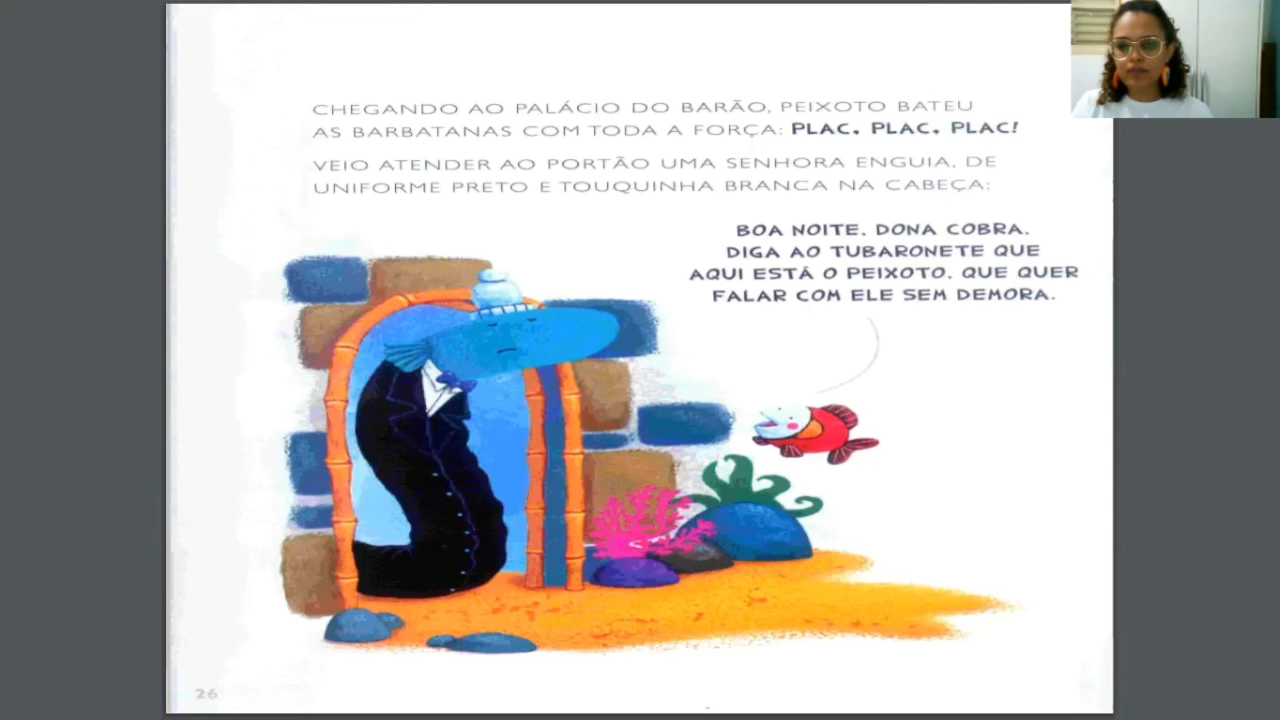 CHEGANDO AO PALÁCIO DO BARÃO, PEIXOTO BATEU
AS BARBATANAS COM TODA A FORÇA: PLAC, PLAC, PLAC!
VEIO ATENDER AO PORTÃO UMA SENHORA ENGUIA, DE
UNIFORME PRETO E TOUQUINHA BRANCA NA CABEÇA:
BOA NOITE, DONA COBRA.
DIGA AO TUBARONETE QUE
AQUI ESTÁ O PEIXOTO, QUE QUER
FALAR COM ELE SEM DEMORA.
26